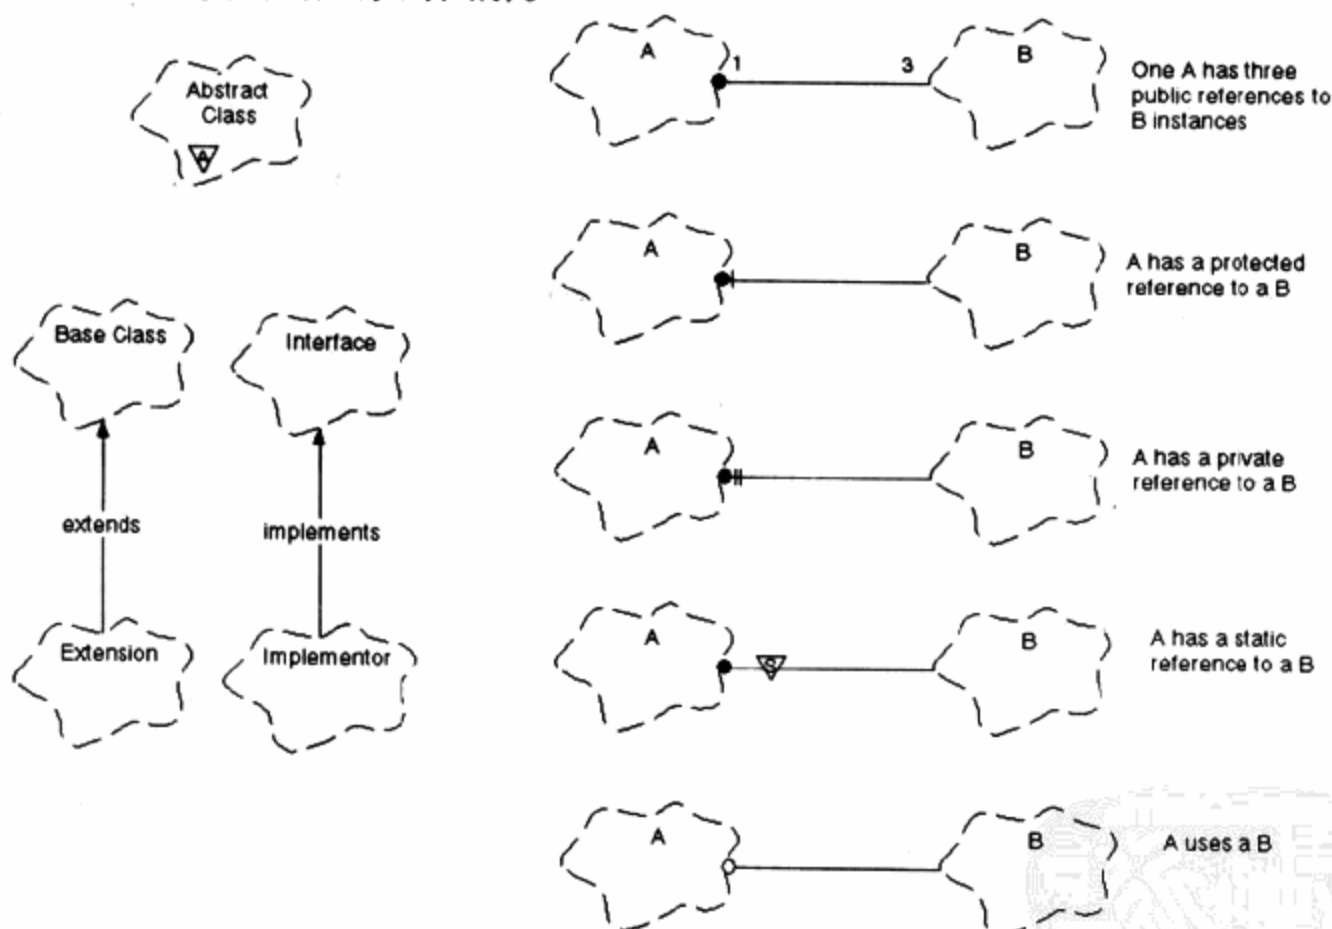 Abstract
Class
A
Base Class
extends
Extension
Interface
implements
Implementor
A
1
3
B
One A has three
public references to
B instances
A
B
A has a protected
reference to a B
A
B
A has a private
reference to a B
A
S
B
A has a static
reference to a B
A
B
A uses a B